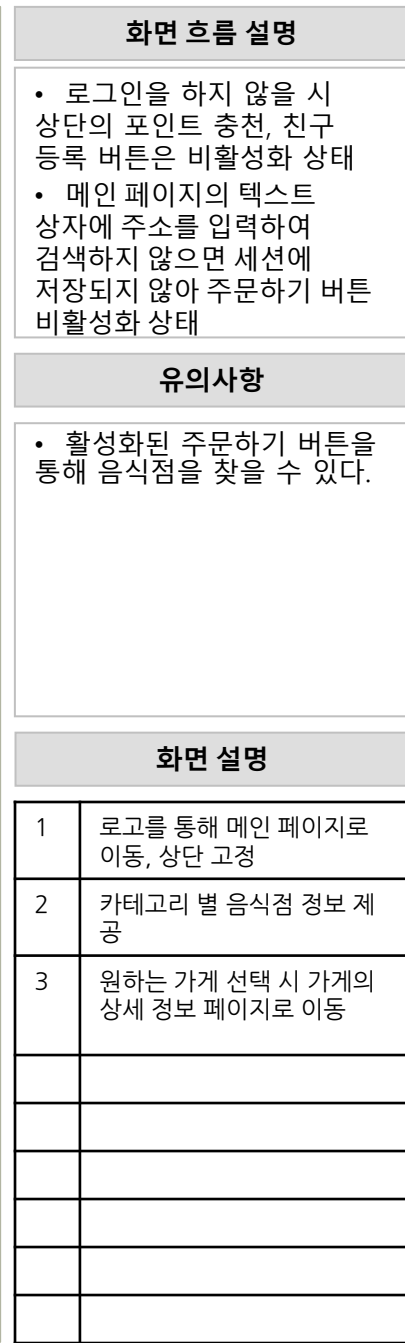 화면 흐름 설명
• 로그인을 하지 않을 시
상단의 포인트 충천, 친구
등록 버튼은 비활성화 상태
• 메인 페이지의 텍스트
상자에 주소를 입력하여
검색하지 않으면 세션에
저장되지 않아 주문하기 버튼
비활성화 상태
유의사항
• 활성화된 주문하기 버튼을
통해 음식점을 찾을 수 있다.
화면 설명
1 로고를 통해 메인 페이지로
이동, 상단 고정
2 카테고리 별 음식점 정보 제
공
3 원하는 가게 선택 시 가게의
상세 정보 페이지로 이동